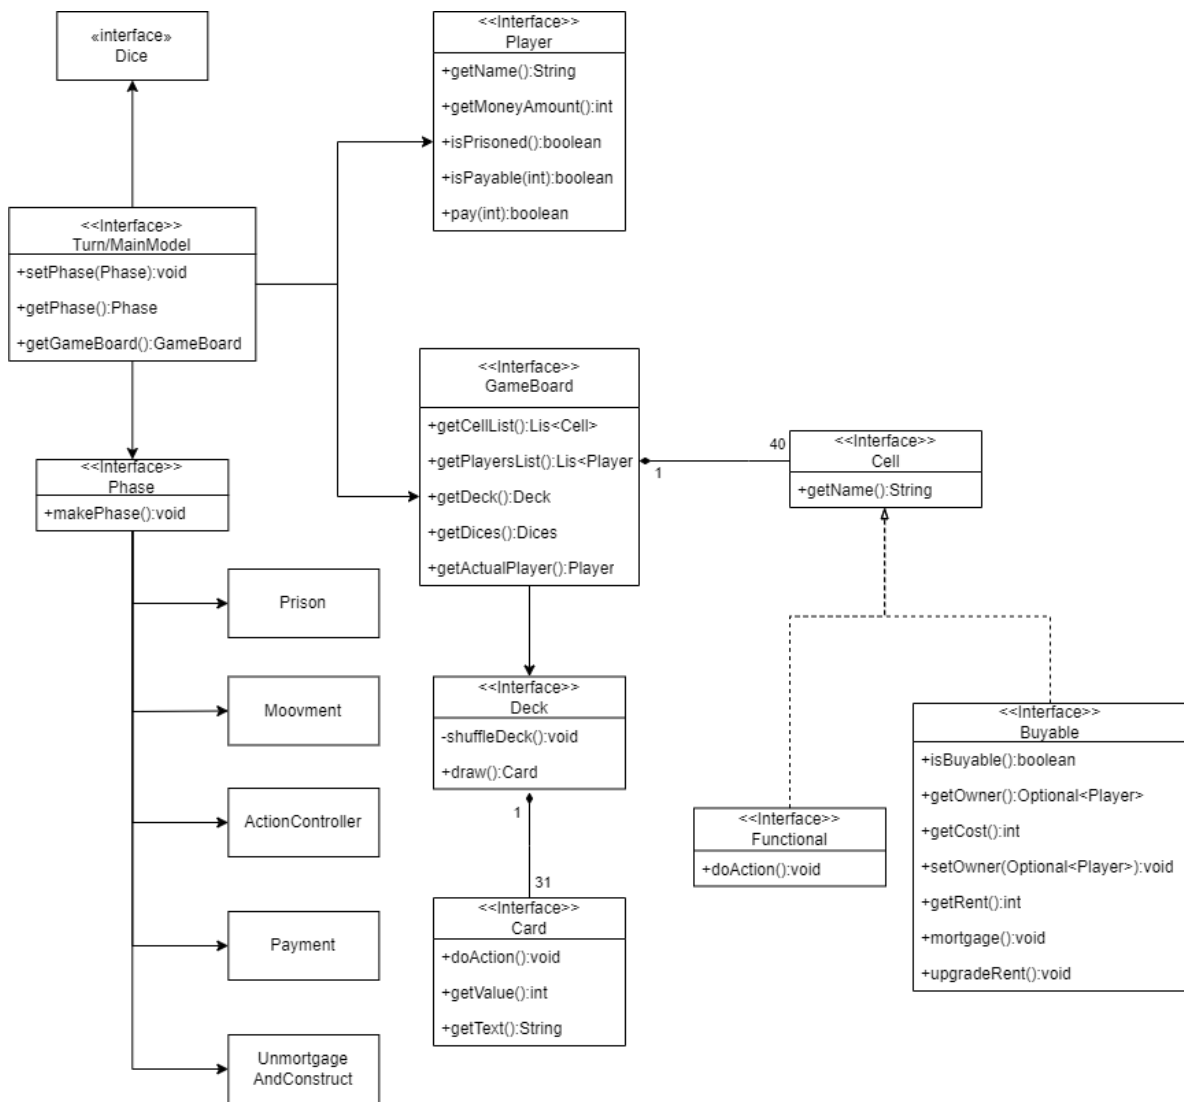 «interface»
Dice
<<Interface>>
Player
+getName():String
+getMoneyAmount():int
+isPrisoned():boolean
+isPayable(int):boolean
+pay(int):boolean
<<Interface>>
Turn/MainModel
+setPhase(Phase):void
+getPhase():Phase
+getGameBoard():GameBoard
<<Interface>>
GameBoard
+getCellList():Lis<Cell>
+getPlayersList():Lis<Player
+getDeck():Deck
+getDices():Dices
+getActualPlayer():Player
1
40
<<Interface>>
Cell
+getName():String
<<Interface>>
Phase
+makePhase():void
Prison
Moovment
ActionController
Payment
Unmortgage
AndConstruct
<<Interface>>
Deck
-shuffleDeck():void
+draw():Card
1
31
<<Interface>>
Card
+doAction():void
+getValue():int
+getText():String
<<Interface>>
Functional
+doAction():void
<<Interface>>
Buyable
+isBuyable():boolean
+getOwner():Optional<Player>
+getCost():int
+setOwner(Optional<Player>):void
+getRent():int
+mortgage():void
+upgradeRent():void